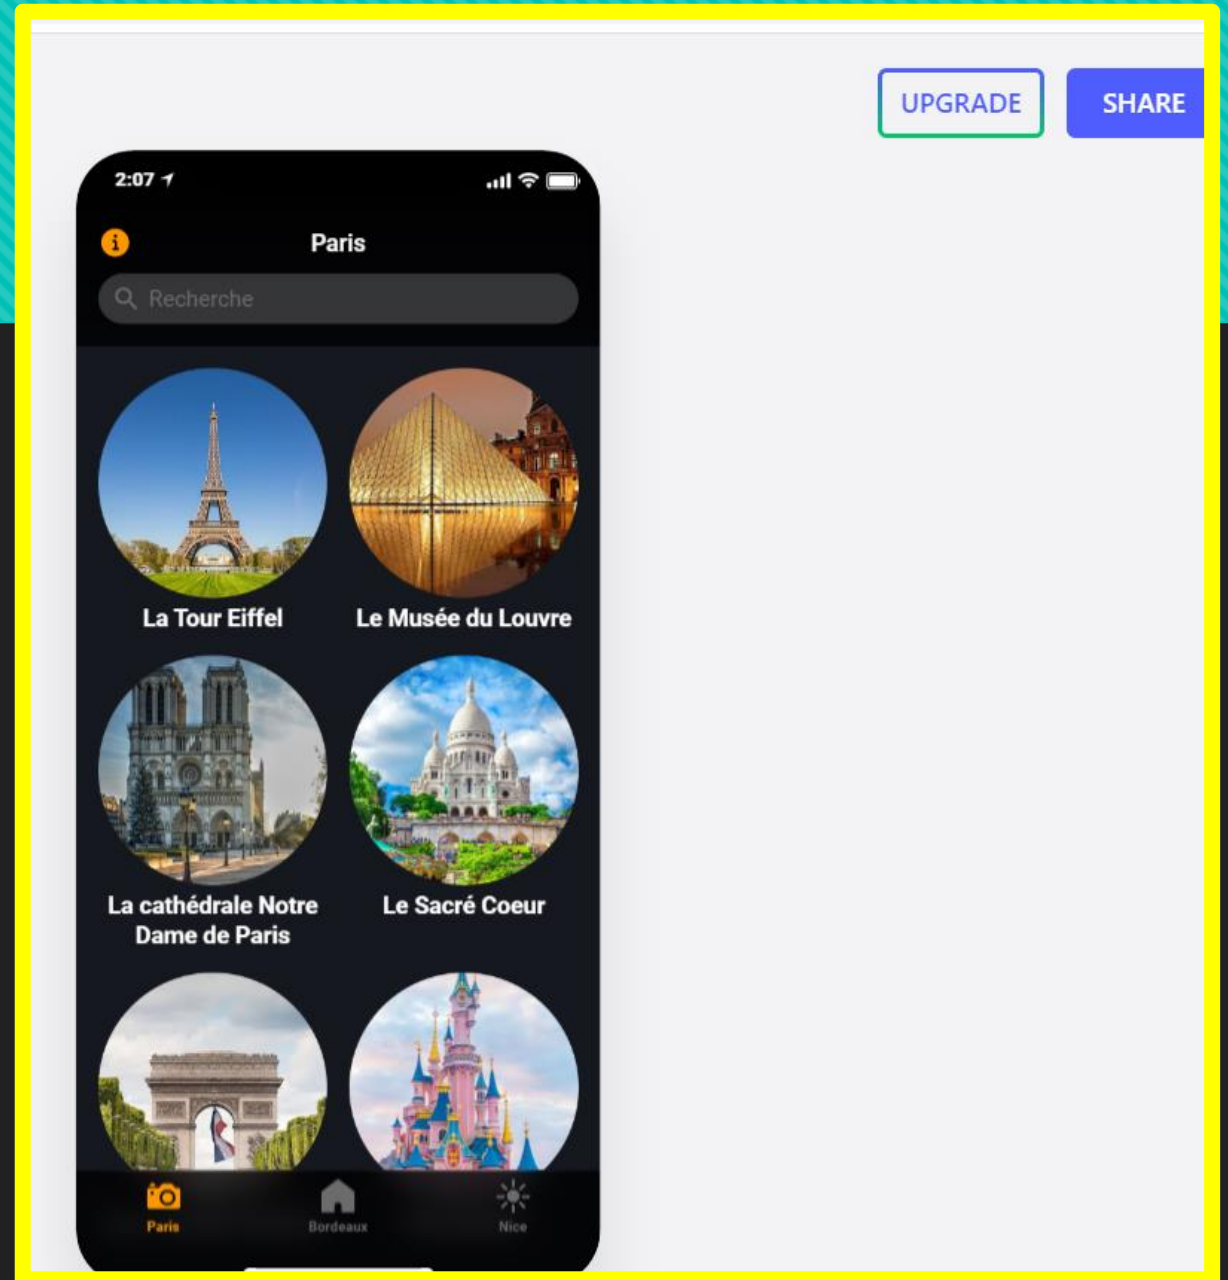 UPGRADE SHARE
2:07
Paris
Recherche
La Tour Eiffel
Le Musée du Louvre
La cathédrale Notre
Dame de Paris
Le Sacré Coeur
Paris
Bordeaux
Nice